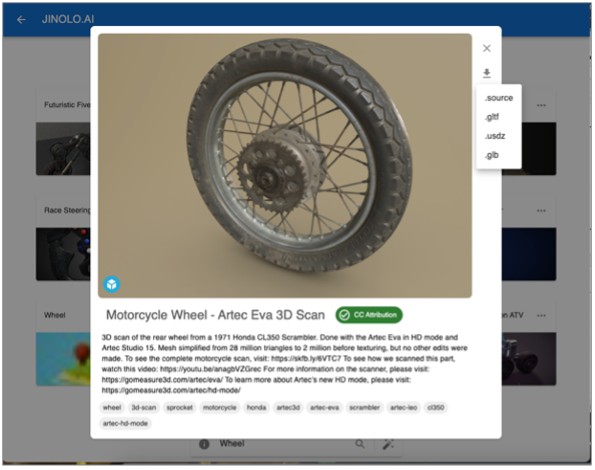 JINOLO.AI
.source
.gltf
.usdz
.glb
Futuristic Five
Race Steering
Wheel
un ATV
Motorcycle Wheel - Artec Eva 3D Scan
CC Attribution
3D scan of the rear wheel from a 1971 Honda CL350 Scrambler. Done with the Artec Eva in HD mode and
Artec Studio 15. Mesh simplified from 28 million triangles to 2 million before texturing, but no other edits were
made. To see the complete motorcycle scan, visit: https://skfb.ly/6VTC7 To see how we scanned this part,
watch this video: https://youtu.be/anagbVZGrec For more information on the scanner, please visit:
https://gomeasure3d.com/artec/eva/ To learn more about Artec's new HD mode, please visit:
https://gomeasure3d.com/artec/hd-mode/
wheel 3d-scan sprocket motorcycle honda artec3d artec-eva scrambler artec-leo cl350
artec-hd-mode
Wheel